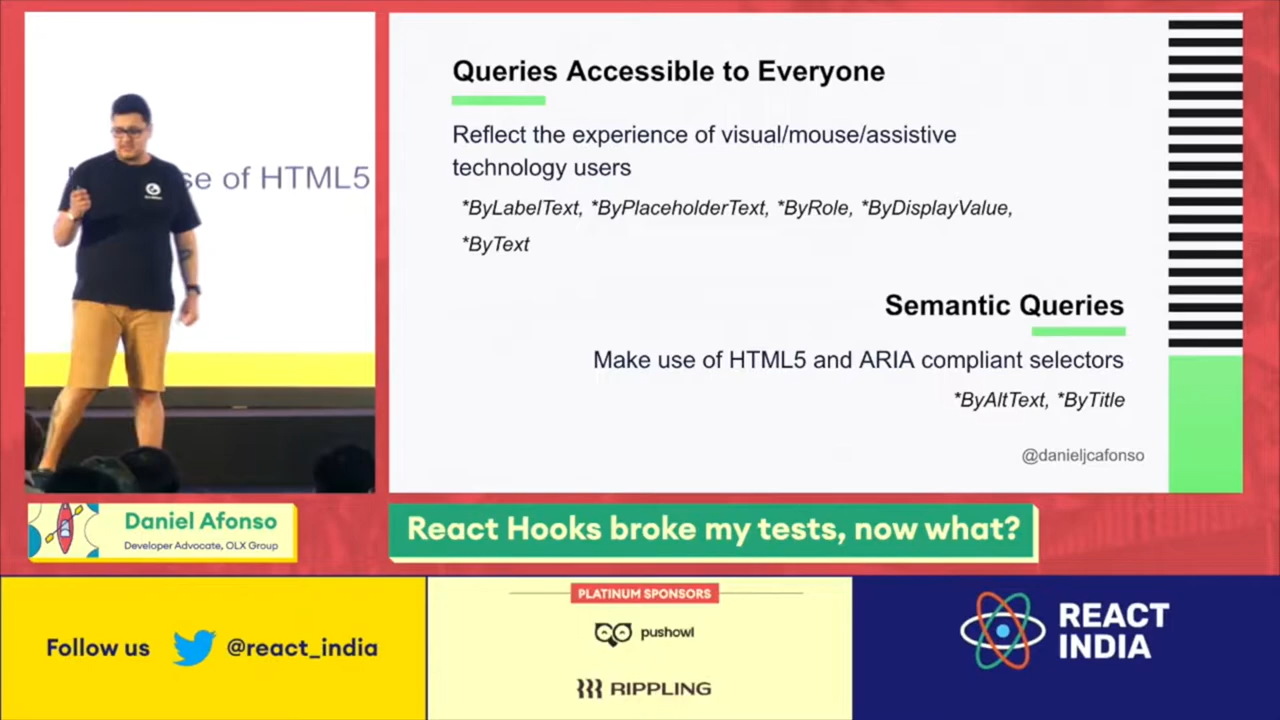 se of HTML5
Queries Accessible to Everyone
Reflect the experience of visual/mouse/assistive
technology users
*ByLabelText, *ByPlaceholderText, *ByRole, *ByDisplayValue,
*ByText
Semantic Queries
Make use of HTML5 and ARIA compliant selectors
*ByAltText, *ByTitle
@danieljcafonso
Daniel Afonso
Developer Advocate, OLX Group
React Hooks broke my tests, now what?
Follow us
@react_india
PLATINUM SPONSORS
pushowl
RIPPLING
REACT
INDIA